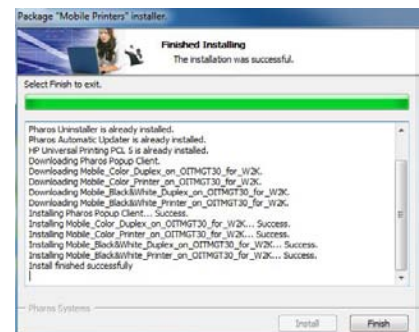 Package "Mobile Printers" installer.
Finished Installing
The installation was successful.
Select Finish to exit.
Pharos Uninstaller is already installed.
Pharos Automatic Updater is already installed.
HP Universal Printing PCL 5 is already installed.
Downloading Pharos Popup Client.
Downloading Mobile_Color_Duplex_on_OITMGT30_for_W2K.
Downloading Mobile_Color_Printer_on_OITMGT30_for_W2K.
Downloading Mobile_Black&White_Duplex_on_OITMGT30_for_W2K.
Downloading Mobile_Black&White_Printer_on_OITMGT30_for_W2K.
Installing Pharos Popup Client... Success.
Installing Mobile_Color_Duplex_on_OITMGT30_for_W2K... Success.
Installing Mobile_Color_Printer_on_OITMGT30_for_W2K... Success.
Installing Mobile_Black&White_Duplex_on_OITMGT30_for_W2K... Success.
Installing Mobile_Black&White_Printer_on_OITMGT30_for_W2K... Success.
Install finished successfully
Pharos Systems
Install
Finish